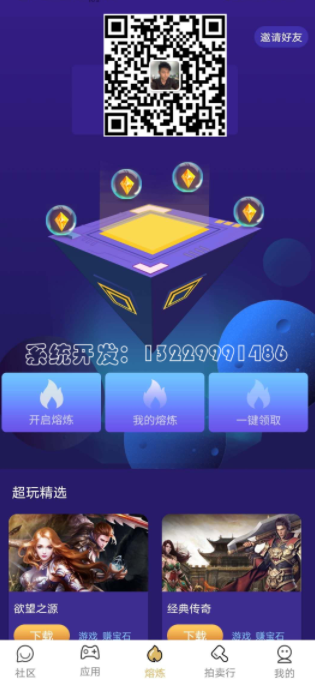 邀请好友
系统开发：13229991486
开启熔炼
我的熔炼
一键领取
超玩精选
欲望之源
经典传奇
下载 游戏 赚宝石
下载 游戏 赚宝石
社区
应用
熔炼
拍卖行
我的